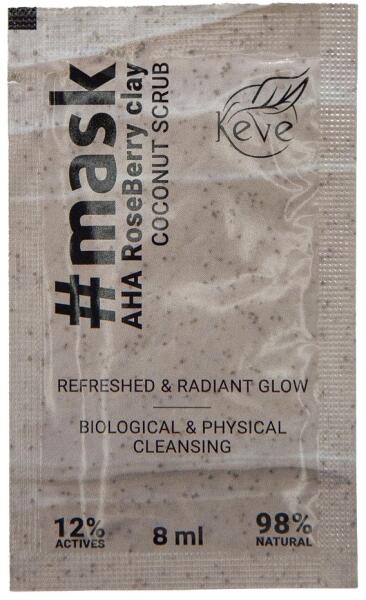 #mask
AHA RoseBerry clay
COCONUT SCRUB
Keve
REFRESHED & RADIANT GLOW
BIOLOGICAL & PHYSICAL
CLEANSING
12%
ACTIVES
8 ml
98%
NATURAL